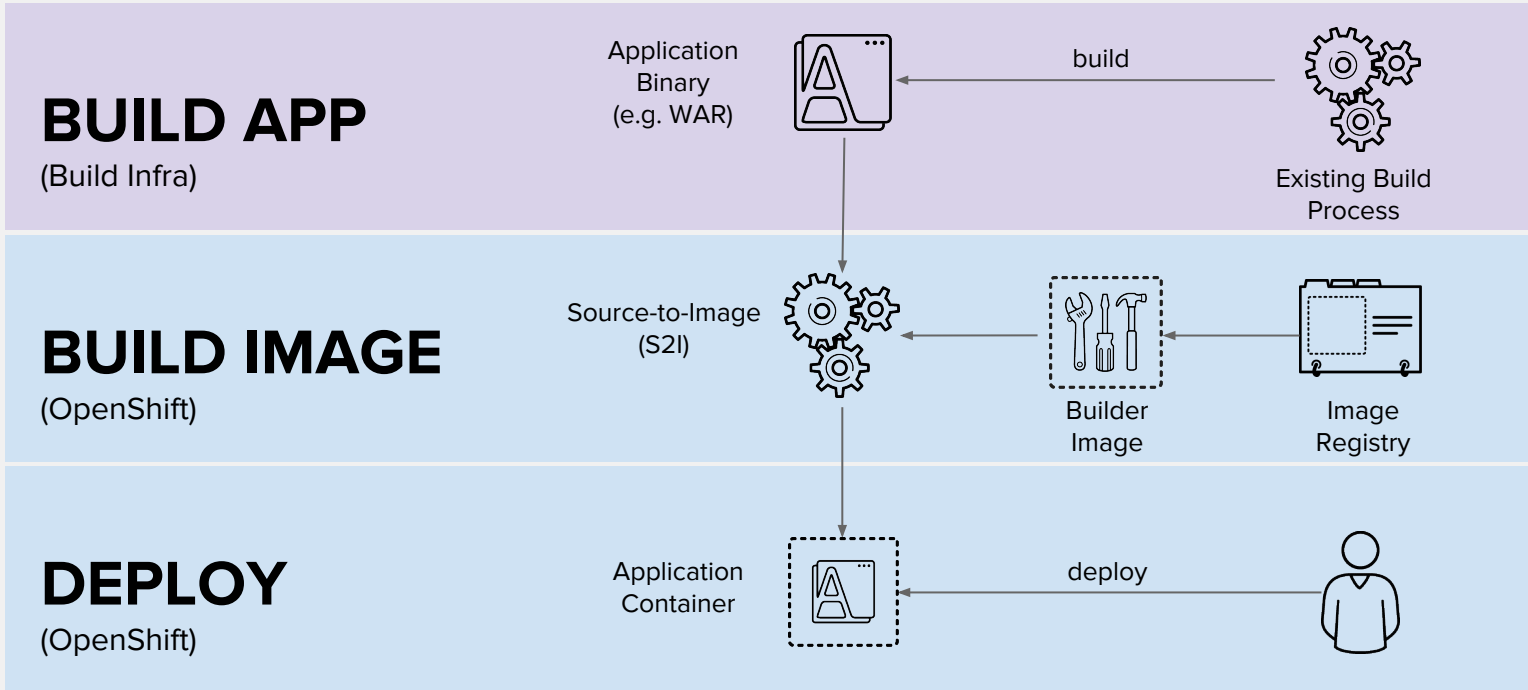 BUILD APP
(Build Infra)
Application
Binary
(e.g. WAR)
build
Existing Build
Process
BUILD IMAGE
(OpenShift)
Source-to-Image
(S2I)
Builder
Image
Image
Registry
DEPLOY
(OpenShift)
Application
Container
deploy